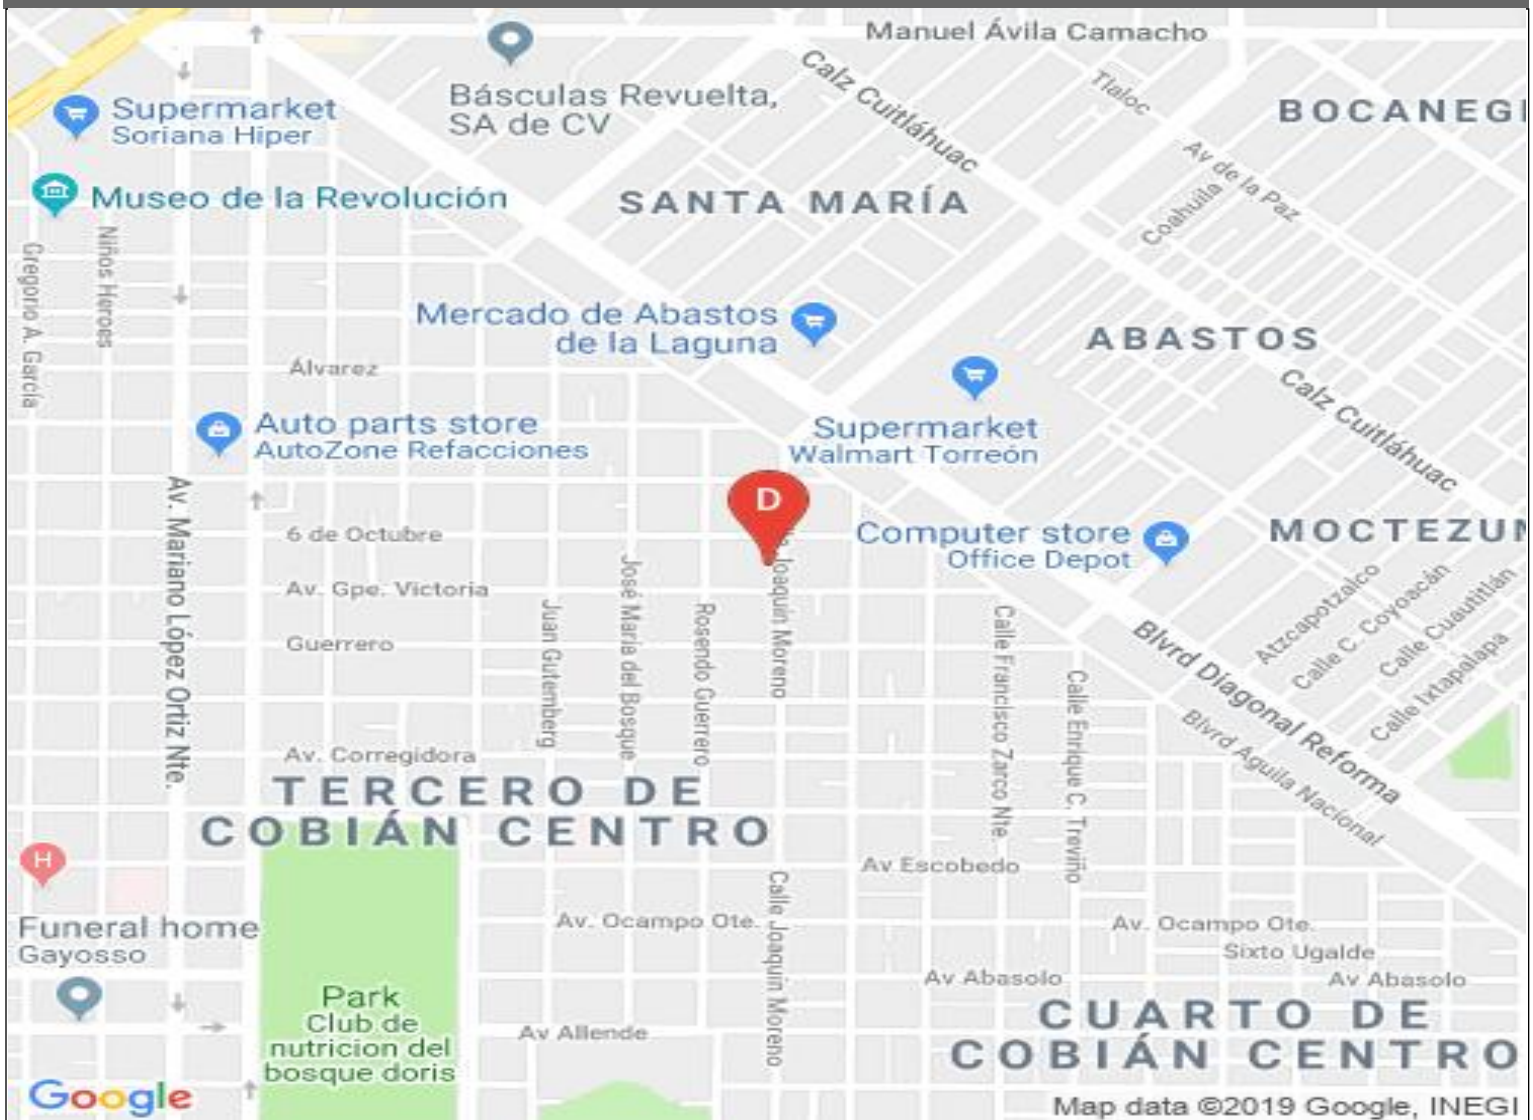 Manuel Ávila Camacho
Calz Cuitláhuac
Tlaloc
BOCANEG
Básculas Revuelta,
SA de CV
Supermarket
Soriana Hiper
Av de la Paz
Coahuila
Museo de la Revolución
SANTA MARÍA
Gregorio A. García
Niños Heroes
Mercado de Abastos
de la Laguna
ABASTOS
Álvarez
Calz Cuitláhuac
Auto parts store
AutoZone Refacciones
Supermarket
Walmart Torreón
D
Av. Mariano López Ortiz Nte.
6 de Octubre
Computer store
Office Depot
MOCTEZUM
Joaquín Moreno
José María del Bosque
Av. Gpe. Victoria
Juan Gutemberg
Rosendo Guerrero
Calle Francisco Zarco Nte.
Atzcapotzalco
Calle C. Coyoacán
Calle Cuautitlán
Calle Ixtapalapa
Guerrero
Blvrd Diagonal Reforma
Blvrd Aguila Nacional
Calle Enrique C. Treviño
Av. Corregidora
TERCERO DE
COBIÁN CENTRO
H
Av Escobedo
Calle Joaquín Moreno
Funeral home
Gayosso
Av. Ocampo Ote.
Av. Ocampo Ote.
Sixto Ugalde
Av Abasolo
Av Abasolo
Park
Club de
nutricion del
bosque doris
Av Allende
CUARTO DE
COBIÁN CENTRO
Google
Map data ©2019 Google, INEGI